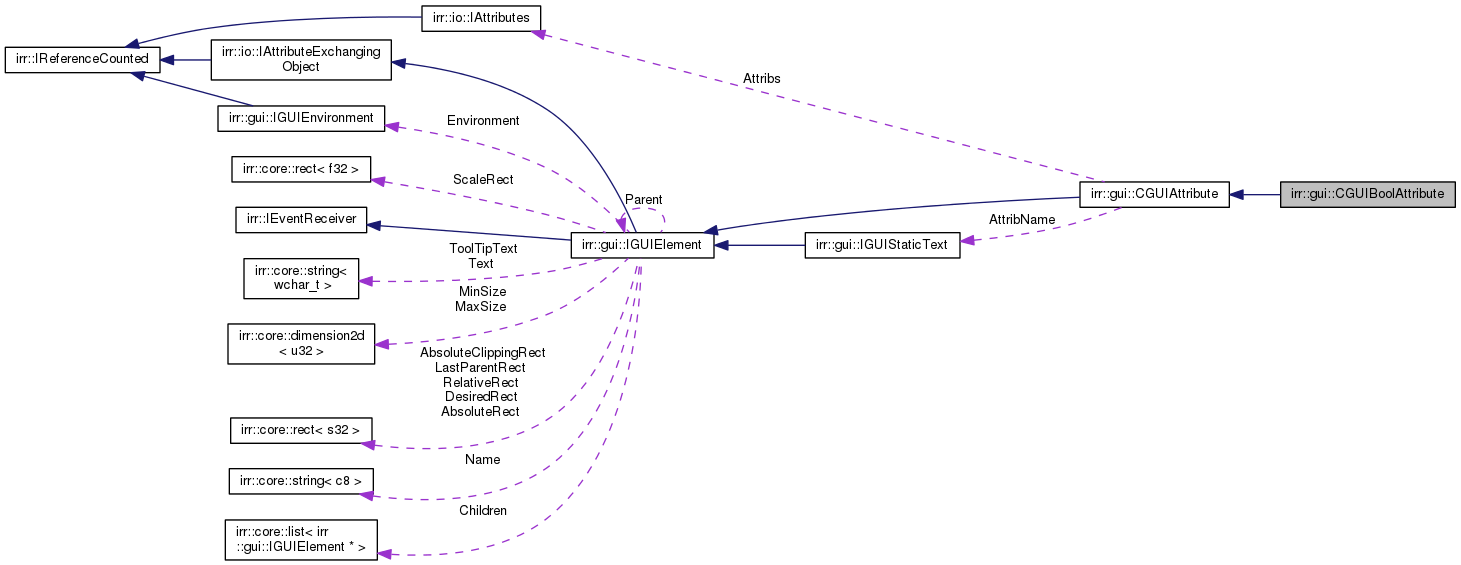 irr::io::IAttributes
irr::IReferenceCounted
irr::io::IAttributeExchanging
Object
Attribs
irr::gui::IGUIEnvironment
Environment
irr::core::rect< f32 >
ScaleRect
irr::gui::CGUIAttribute
irr::gui::CGUIBoolAttribute
Parent
irr::IEventReceiver
AttribName
irr::gui::IGUIElement
irr::gui::IGUIStaticText
ToolTipText
Text
irr::core::string<
wchar_t >
MinSize
MaxSize
irr::core::dimension2d
< u32 >
AbsoluteClippingRect
LastParentRect
RelativeRect
DesiredRect
AbsoluteRect
irr::core::rect< s32 >
Name
irr::core::string< c8 >
Children
irr::core::list< irr
::gui::IGUIElement * >